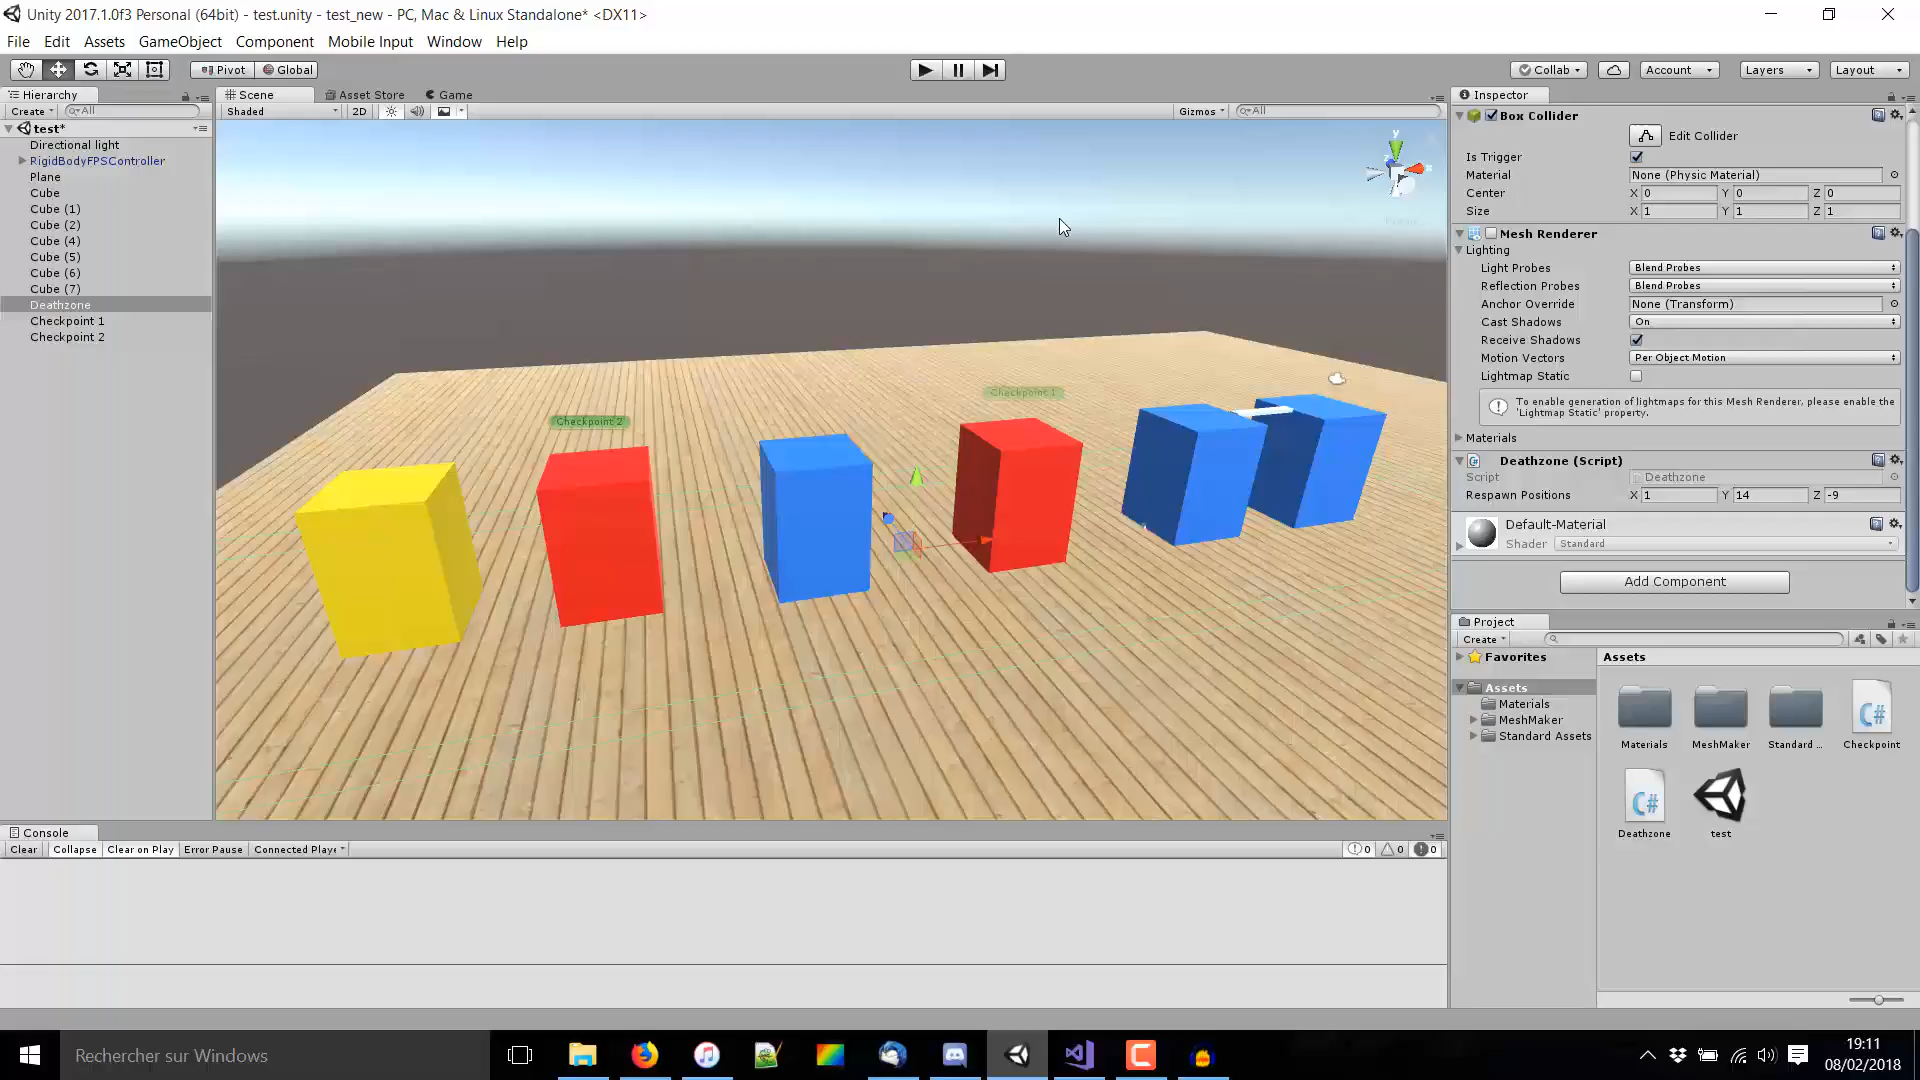 Unity 2017.1.0f3 Personal (64bit) - test.unity - test_new - PC, Mac & Linux Standalone* <DX11>
File Edit Assets GameObject Component Mobile Input Window Help
Pivot Global Collab Account Layers Layout
Hierarchy
Create All
test*
Directional light
RigidBodyFPSController
Plane
Cube
Cube (1)
Cube (2)
Cube (4)
Cube (5)
Cube (6)
Cube (7)
Deathzone
Checkpoint 1
Checkpoint 2
Scene Asset Store Game
Shaded 2D Gizmos All
y
Checkpoint 2
Checkpoint 1
Inspector
Box Collider
Edit Collider
Is Trigger
Material None (Physic Material)
Center X 0 Y 0 Z 0
Size X 1 Y 1 Z 1
Mesh Renderer
Lighting
Light Probes Blend Probes
Reflection Probes Blend Probes
Anchor Override None (Transform)
Cast Shadows On
Receive Shadows
Motion Vectors Per Object Motion
Lightmap Static
To enable generation of lightmaps for this Mesh Renderer, please enable the
'Lightmap Static' property.
Materials
Deathzone (Script)
Script Deathzone
Respawn Positions X 1 Y 14 Z -9
Default-Material
Shader Standard
Add Component
Project
Create
Favorites
Assets
Materials
MeshMaker
Standard Assets
Assets
Materials MeshMaker Standard ... C# Checkpoint
C# Deathzone test
Console
Clear Collapse Clear on Play Error Pause Connected Playe 0 0 0
Rechercher sur Windows
19:11
08/02/2018